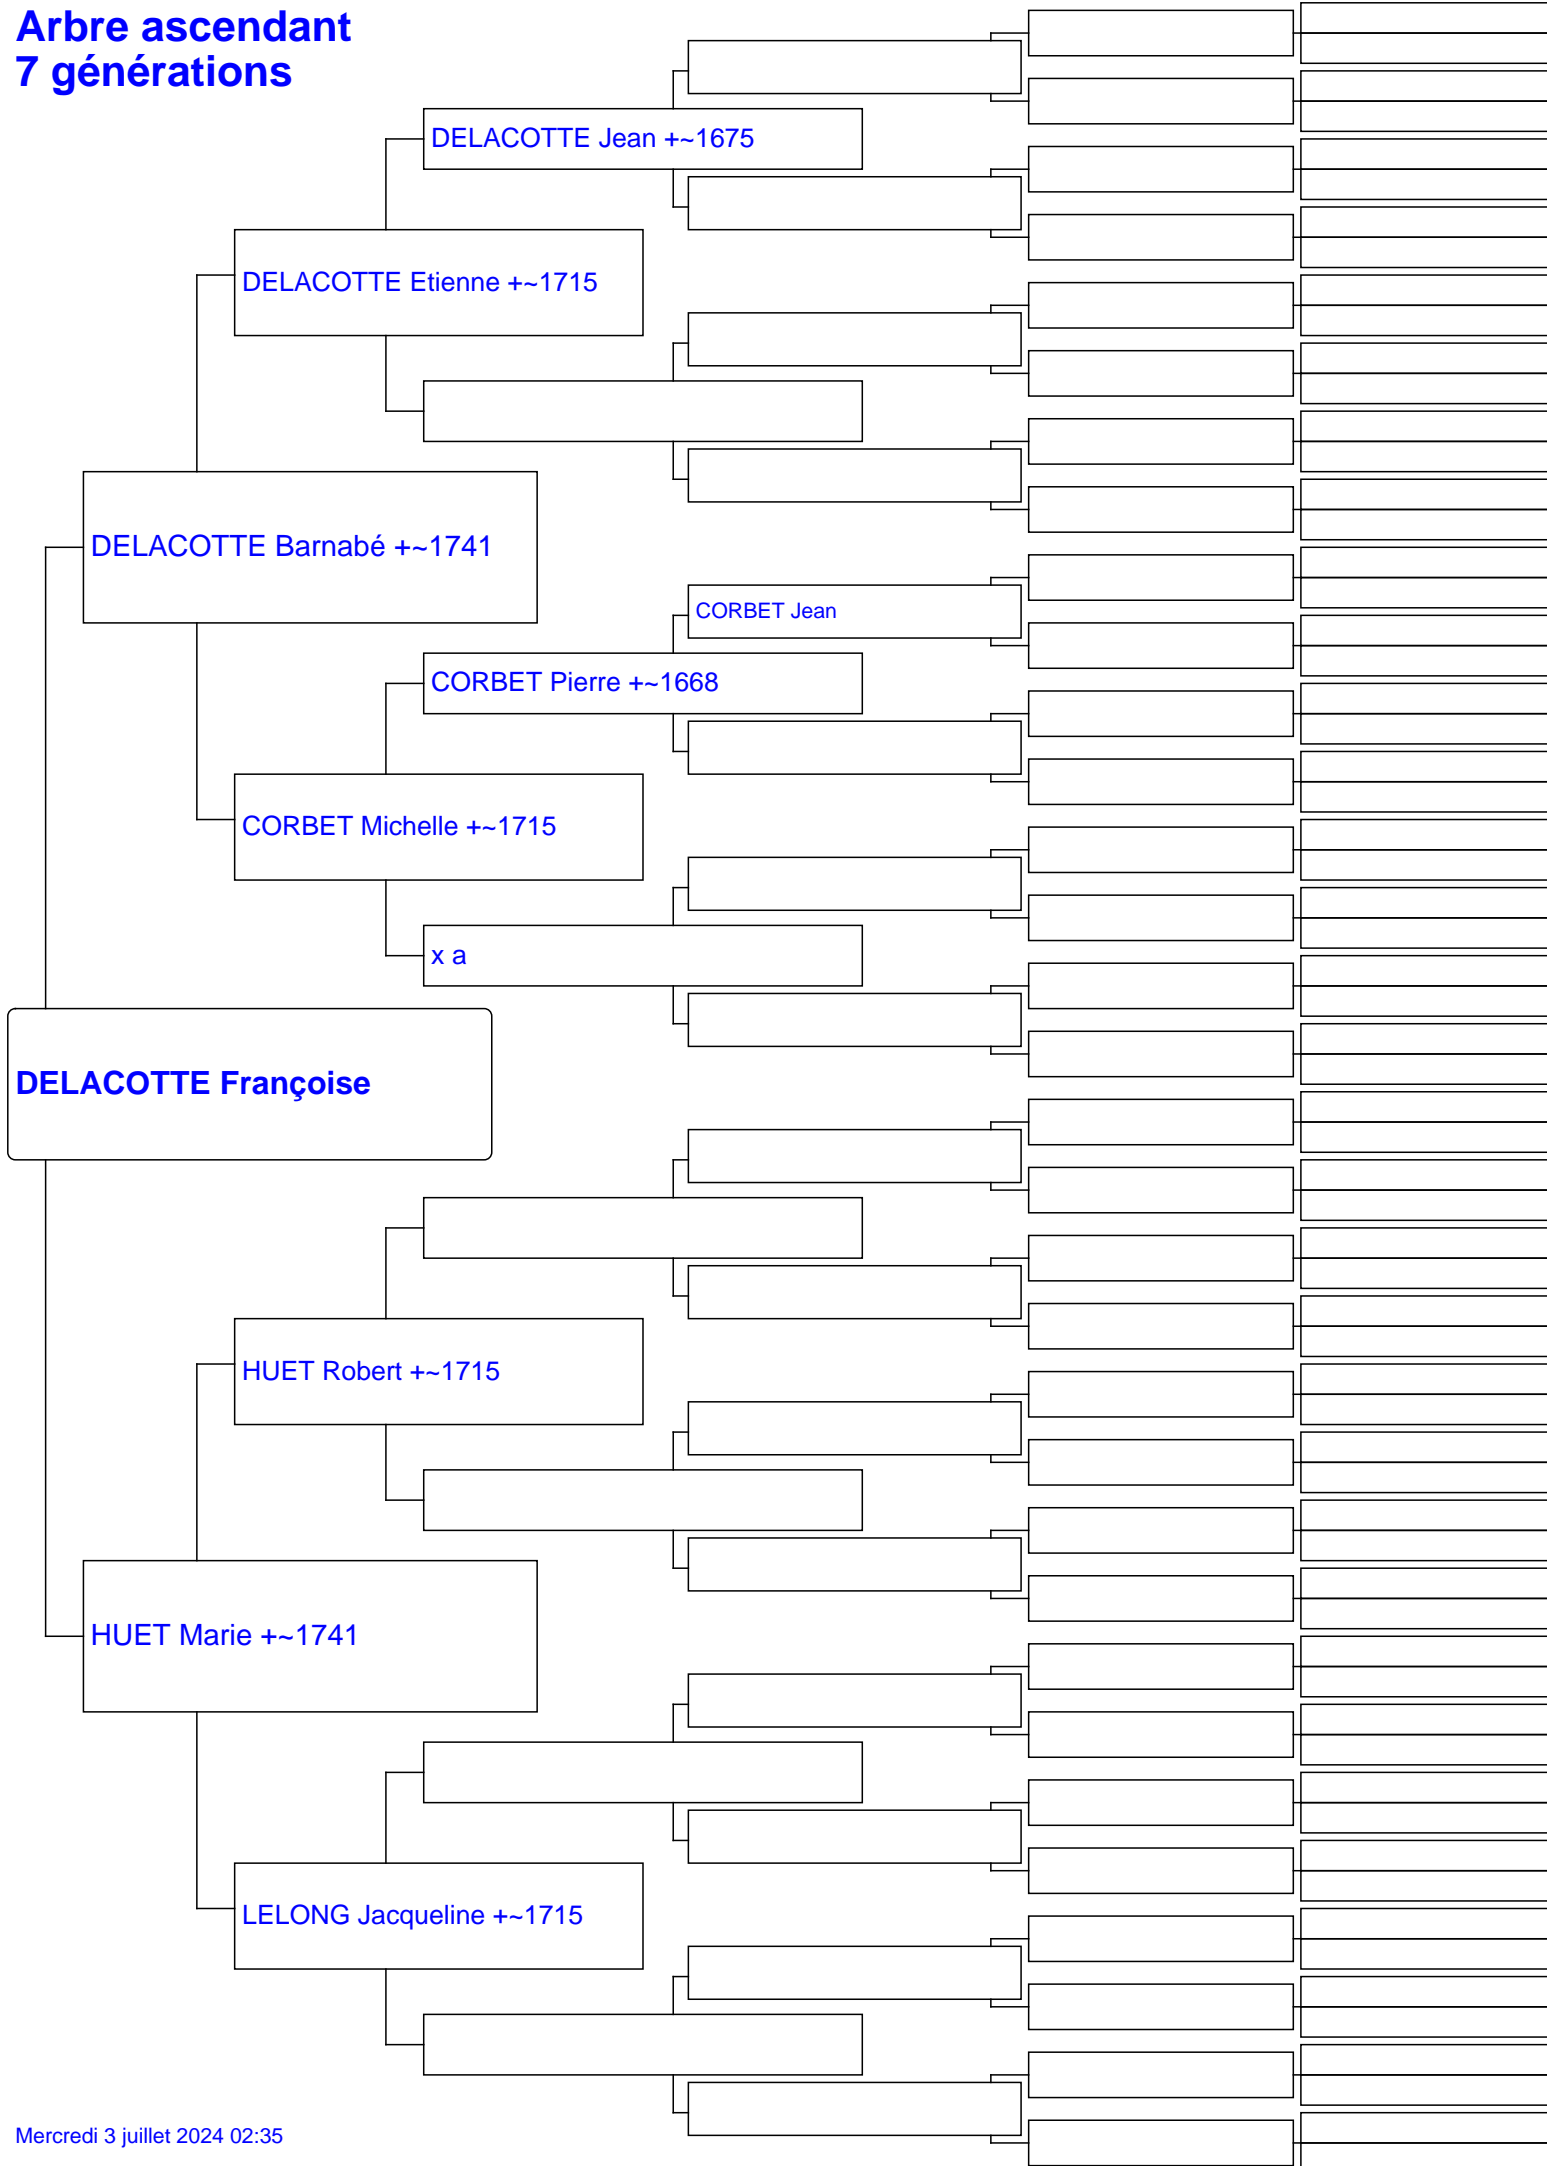 Arbre ascendant
7 générations
DELACOTTE Jean +~1675
DELACOTTE Etienne +~1715
DELACOTTE Barnabé +~1741
CORBET Jean
CORBET Pierre +~1668
CORBET Michelle +~1715
x a
DELACOTTE Françoise
HUET Robert +~1715
HUET Marie +~1741
LELONG Jacqueline +~1715
Mercredi 3 juillet 2024 02:35